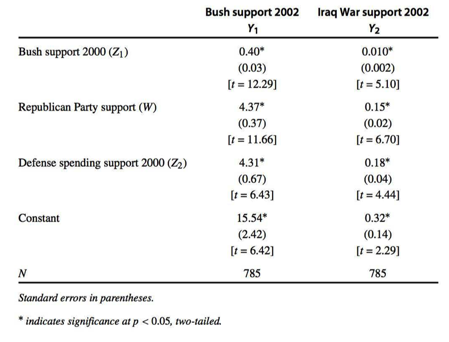 Bush support 2002 Iraq War support 2002
Y₁ Y₂
Bush support 2000 (Z₁) 0.40* 0.010*
(0.03) (0.002)
[t = 12.29] [t = 5.10]
Republican Party support (W) 4.37* 0.15*
(0.37) (0.02)
[t = 11.66] [t = 6.70]
Defense spending support 2000 (Z₂) 4.31* 0.18*
(0.67) (0.04)
[t = 6.43] [t = 4.44]
Constant 15.54* 0.32*
(2.42) (0.14)
[t = 6.42] [t = 2.29]
N 785 785
Standard errors in parentheses.
* indicates significance at p < 0.05, two-tailed.